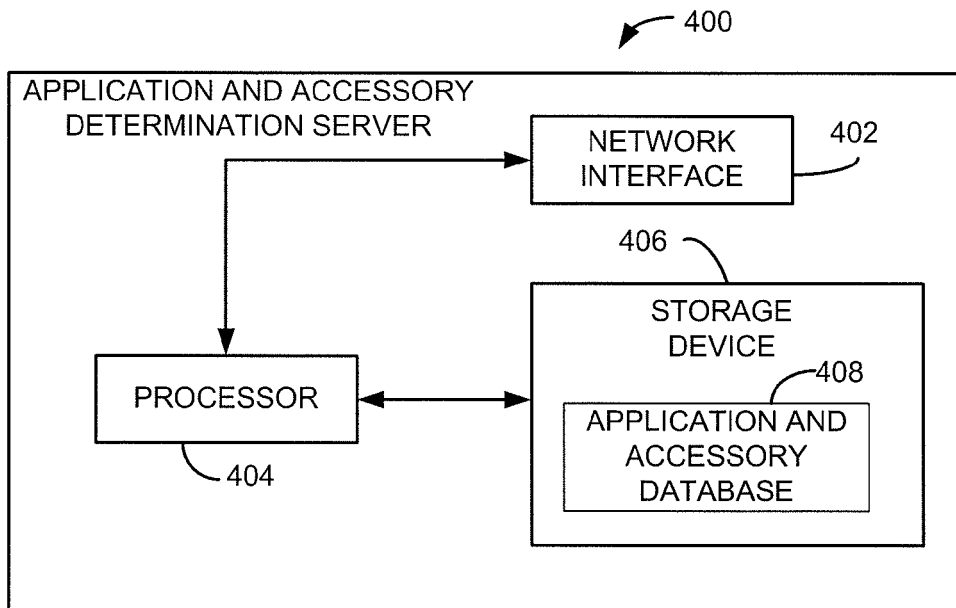 400
APPLICATION AND ACCESSORY
DETERMINATION SERVER
NETWORK
INTERFACE
402
406
STORAGE
DEVICE
PROCESSOR
404
408
APPLICATION AND
ACCESSORY
DATABASE